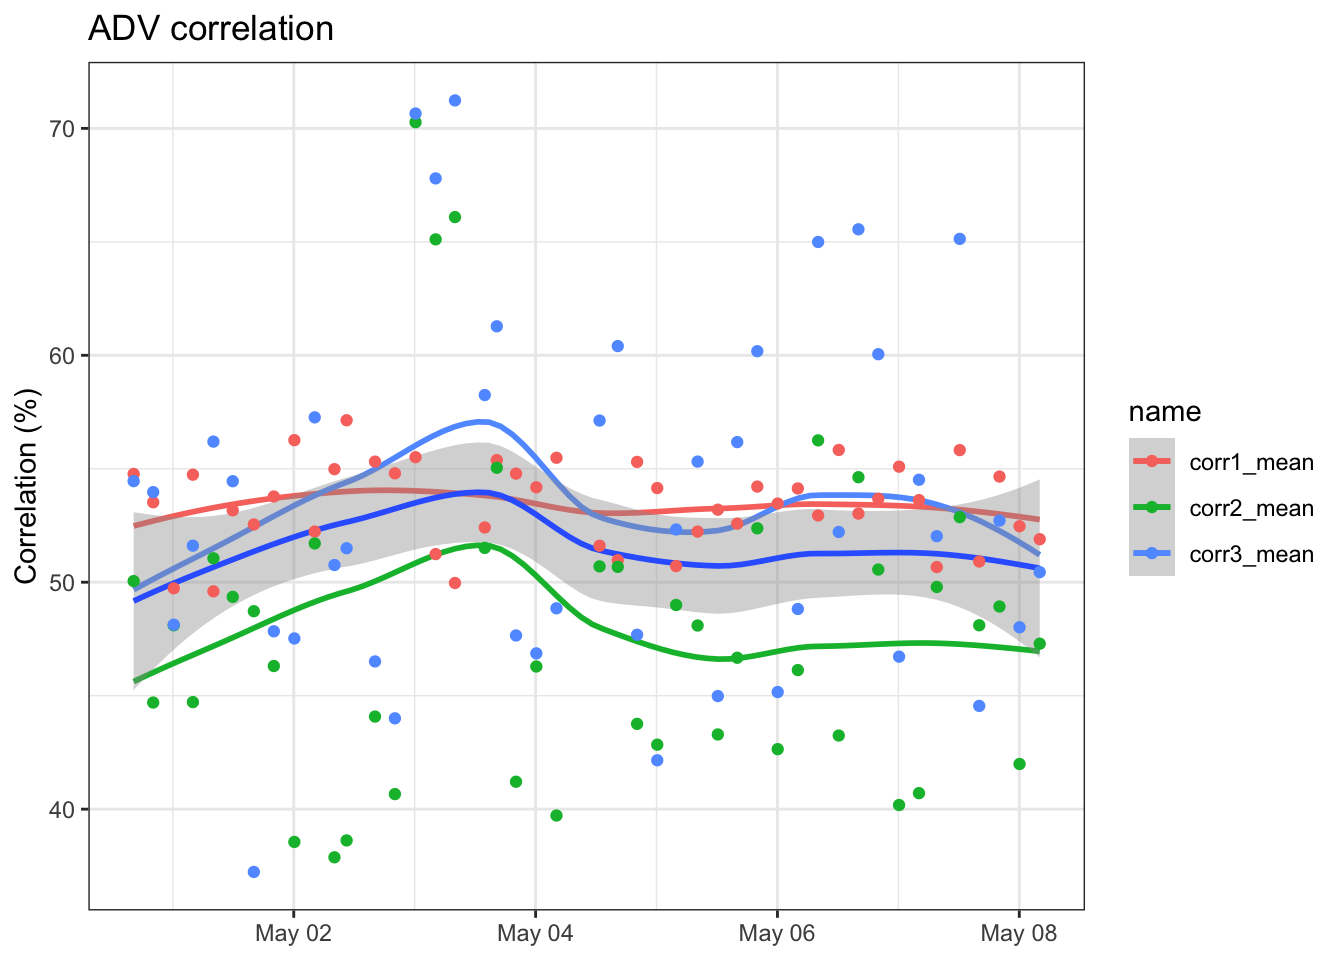 ADV correlation
Correlation (%)
70
60
50
40
May 02
May 04
May 06
May 08
name
corr1_mean
corr2_mean
corr3_mean